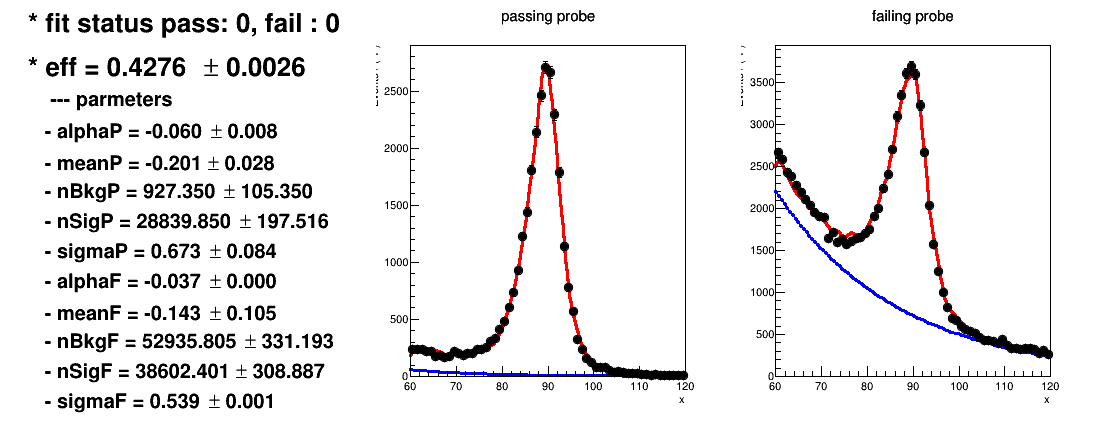 * fit status pass: 0, fail : 0
* eff = 0.4276 ± 0.0026
--- parmeters
- alphaP = -0.060 ± 0.008
- meanP = -0.201 ± 0.028
- nBkgP = 927.350 ± 105.350
- nSigP = 28839.850 ± 197.516
- sigmaP = 0.673 ± 0.084
- alphaF = -0.037 ± 0.000
- meanF = -0.143 ± 0.105
- nBkgF = 52935.805 ± 331.193
- nSigF = 38602.401 ± 308.887
- sigmaF = 0.539 ± 0.001
passing probe
2500
2000
1500
1000
500
0
60 70 80 90 100 110 120
x
failing probe
3500
3000
2500
2000
1500
1000
500
0
60 70 80 90 100 110 120
x